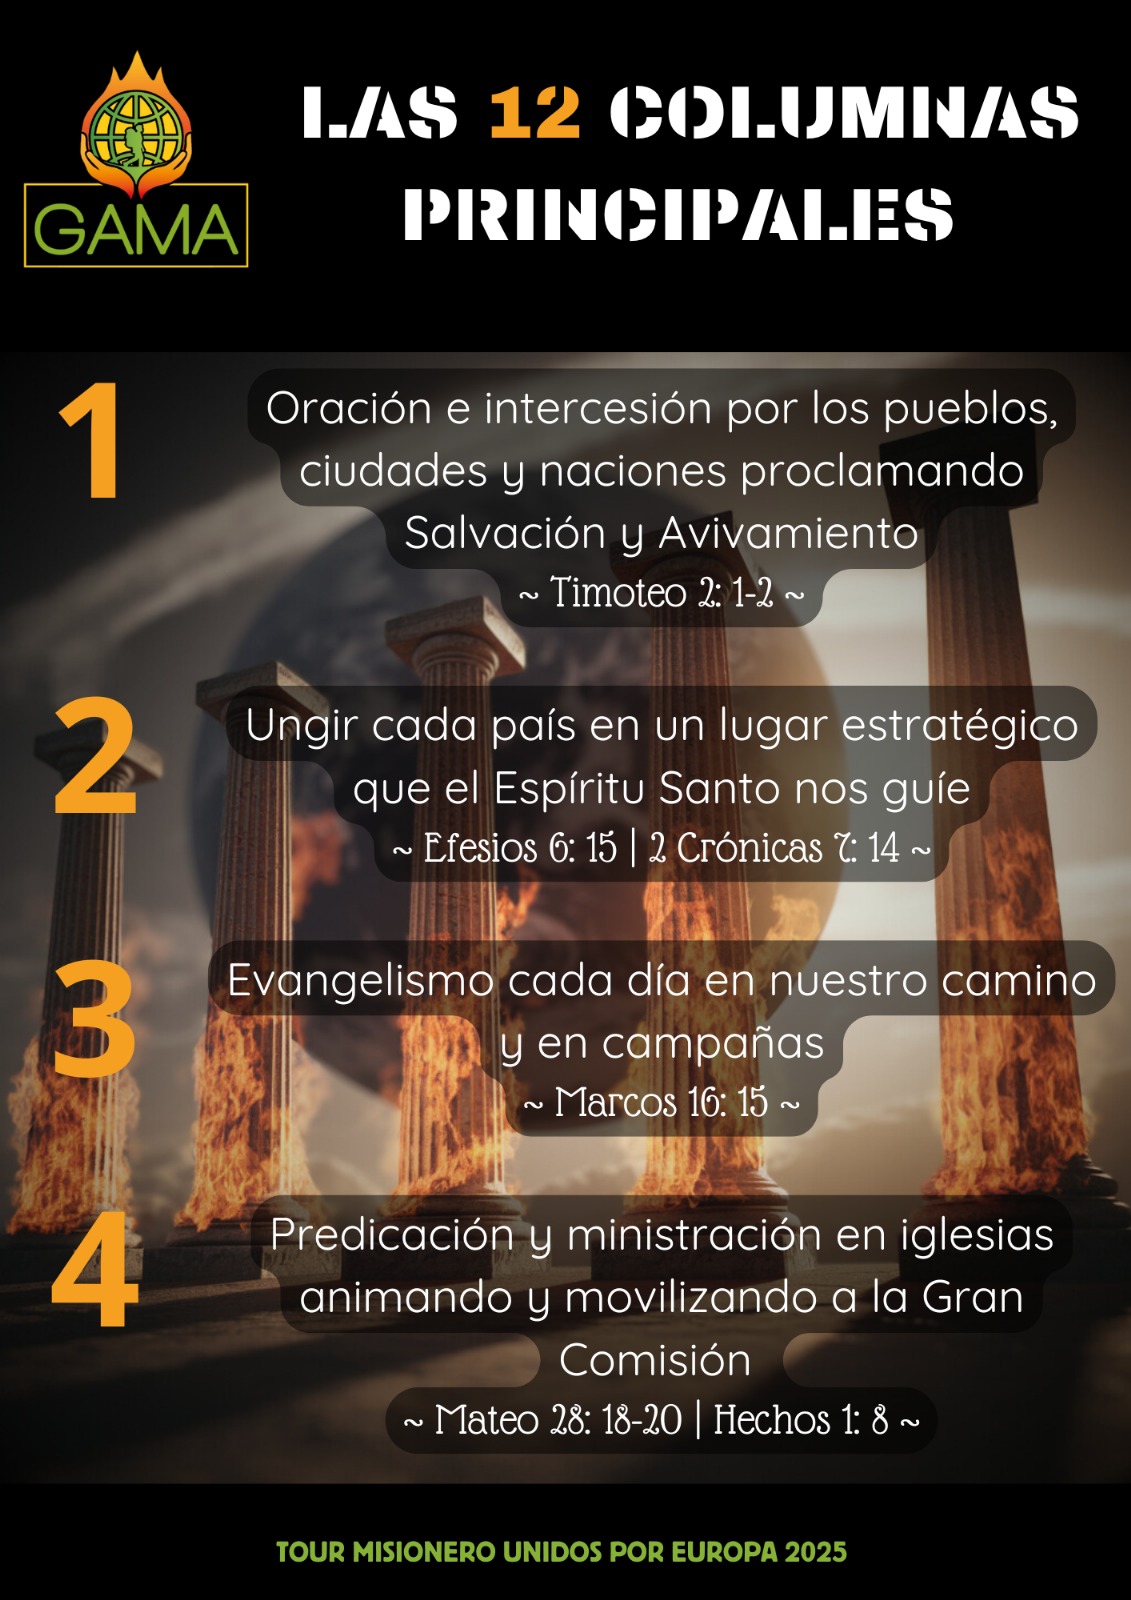 GAMA
LAS 12 COLUMNAS
PRINCIPALES
1
Oración e intercesión por los pueblos,
ciudades y naciones proclamando
Salvación y Avivamiento
~ Timoteo 2: 1-2 ~
2
Ungir cada país en un lugar estratégico
que el Espíritu Santo nos guíe
~ Efesios 6: 15 | 2 Crónicas 7: 14 ~
3
Evangelismo cada día en nuestro camino
y en campañas
~ Marcos 16: 15 ~
4
Predicación y ministración en iglesias
animando y movilizando a la Gran
Comisión
~ Mateo 28: 18-20 | Hechos 1: 8 ~
TOUR MISIONERO UNIDOS POR EUROPA 2025